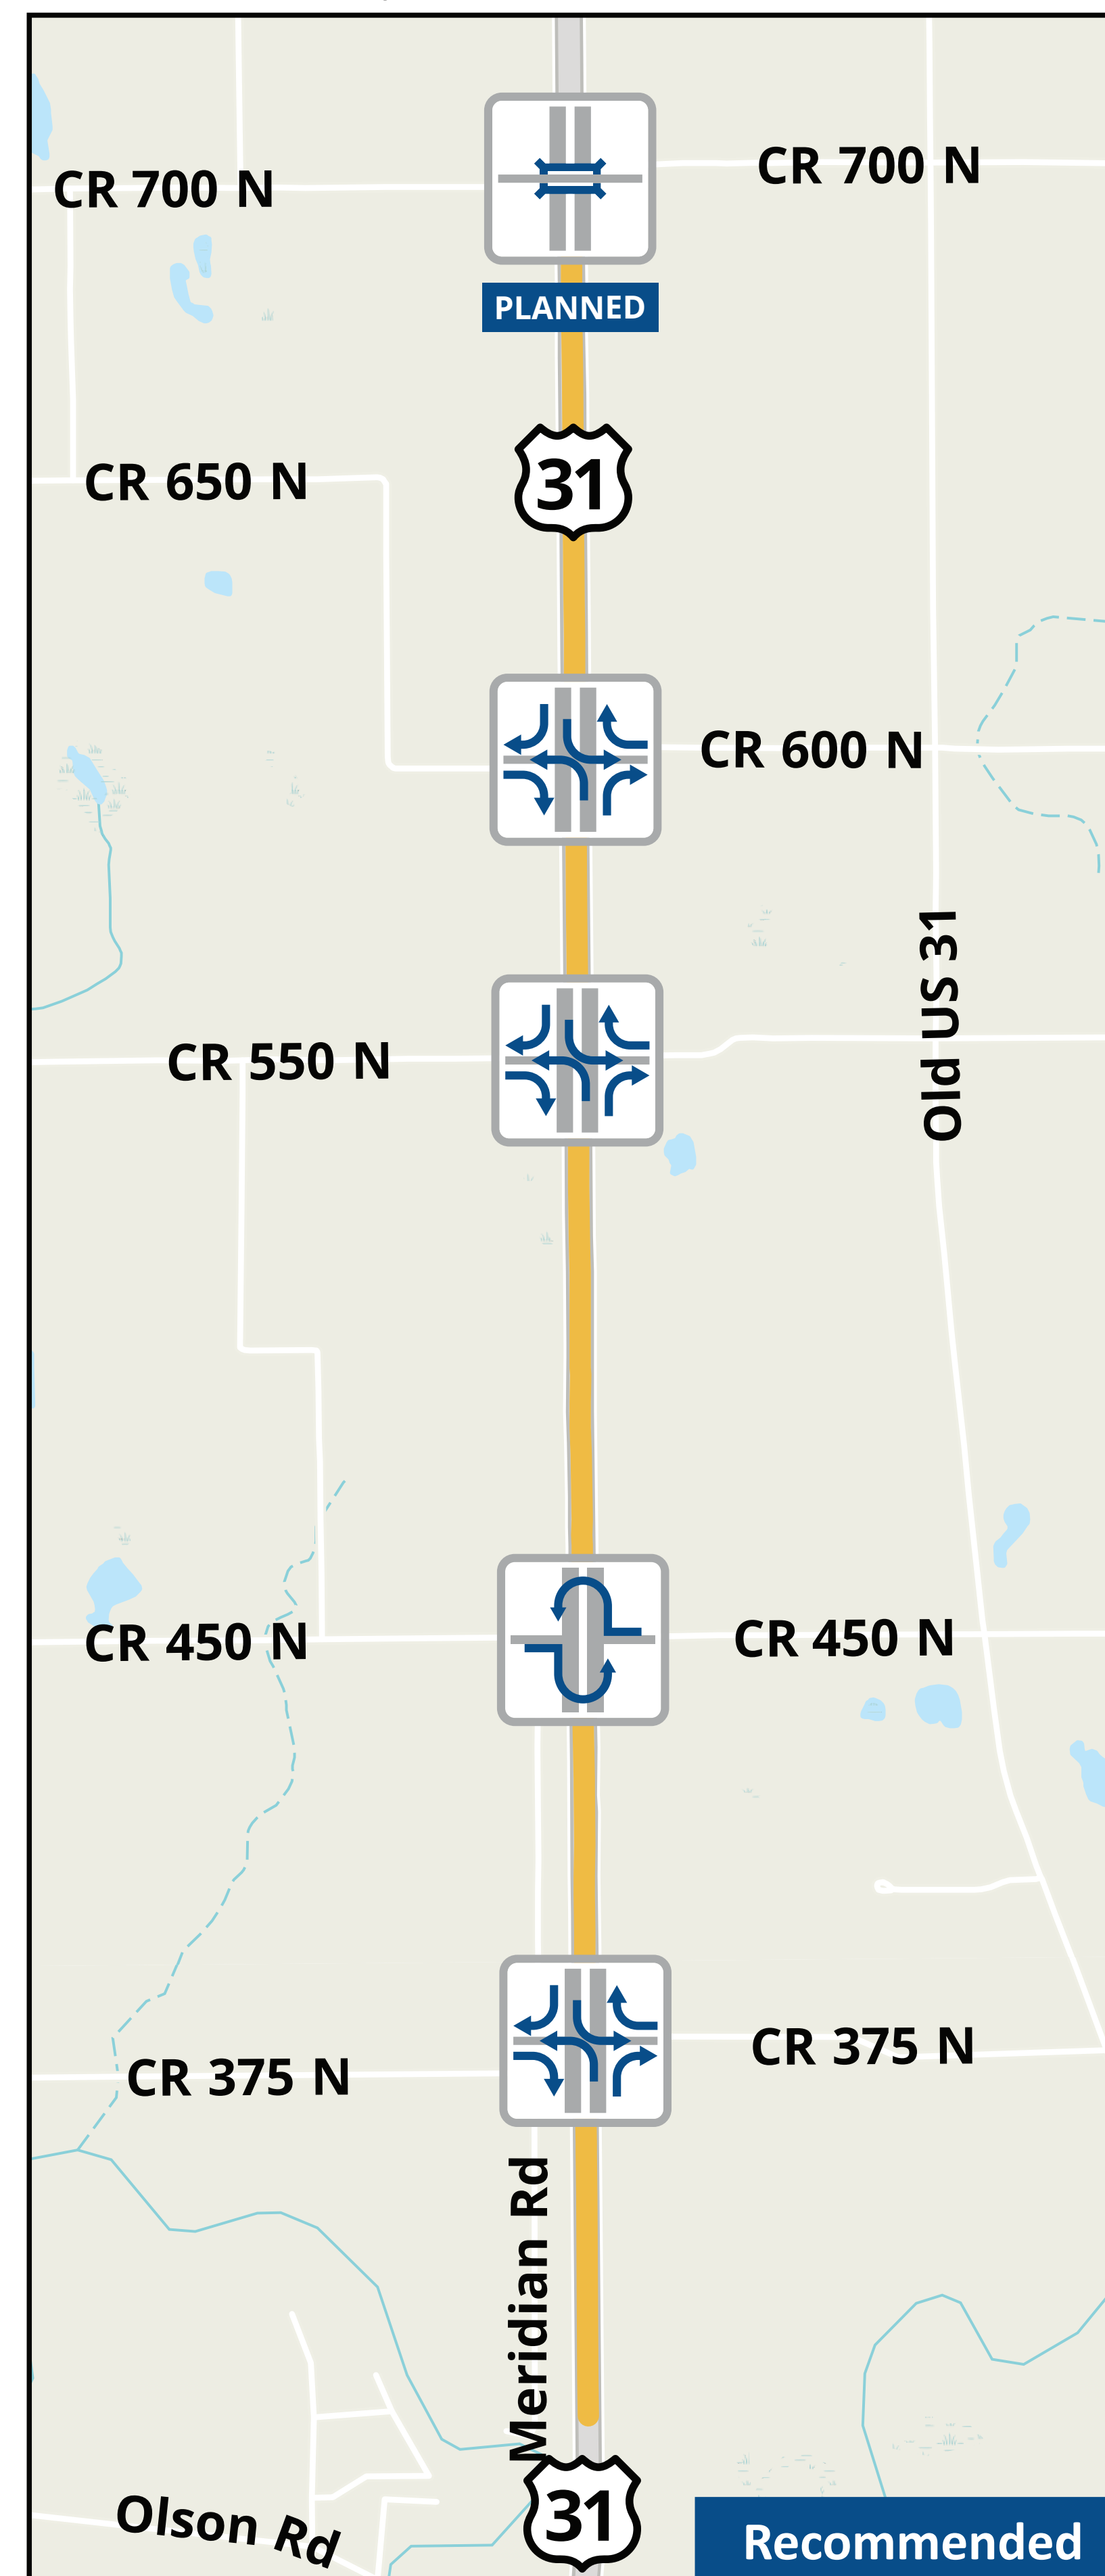 CR 700 N
CR 700 N
PLANNED
CR 650 N
31
CR 600 N
Old US 31
CR 550 N
CR 450 N
CR 450 N
CR 375 N
CR 375 N
Meridian Rd
31
Olson Rd
Recommended